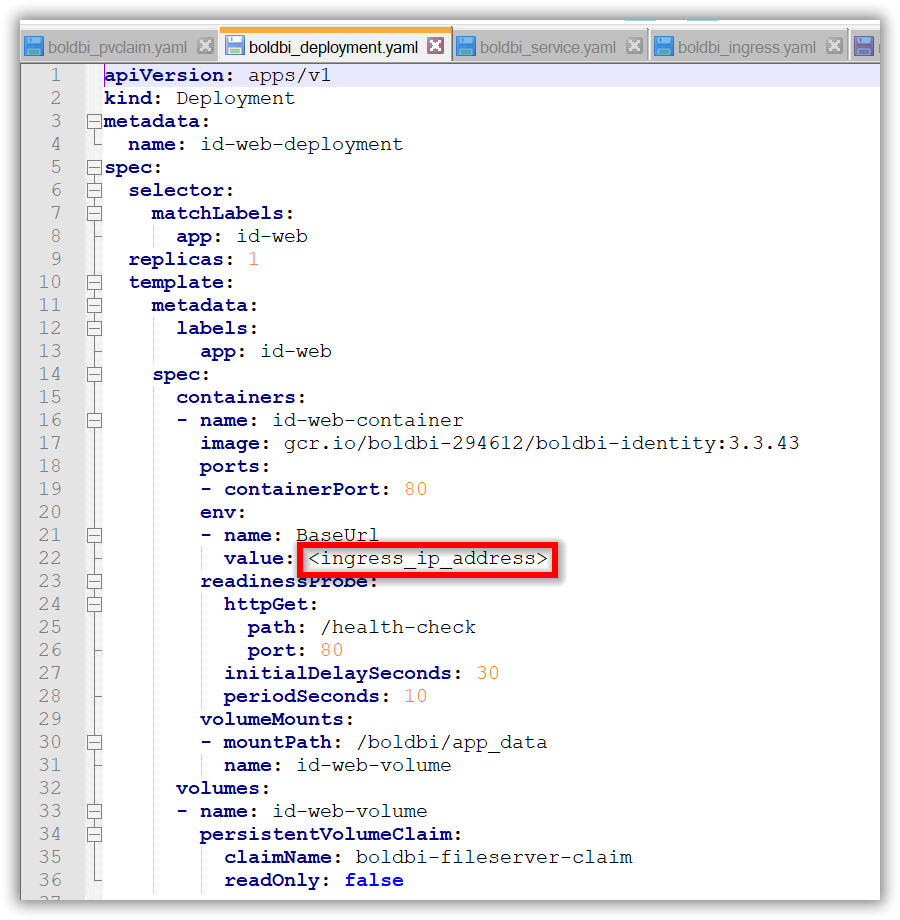 boldbi_pvclaim.yaml boldbi_deployment.yaml boldbi_service.yaml boldbi_ingress.yaml
1 apiVersion: apps/v1
2 kind: Deployment
3 metadata:
4   name: id-web-deployment
5 spec:
6   selector:
7     matchLabels:
8       app: id-web
9   replicas: 1
10   template:
11     metadata:
12       labels:
13         app: id-web
14     spec:
15       containers:
16       - name: id-web-container
17         image: gcr.io/boldbi-294612/boldbi-identity:3.3.43
18         ports:
19         - containerPort: 80
20         env:
21         - name: BaseUrl
22           value: <ingress_ip_address>
23         readinessProbe:
24           httpGet:
25             path: /health-check
26             port: 80
27           initialDelaySeconds: 30
28           periodSeconds: 10
29         volumeMounts:
30         - mountPath: /boldbi/app_data
31           name: id-web-volume
32       volumes:
33       - name: id-web-volume
34         persistentVolumeClaim:
35           claimName: boldbi-fileserver-claim
36           readOnly: false